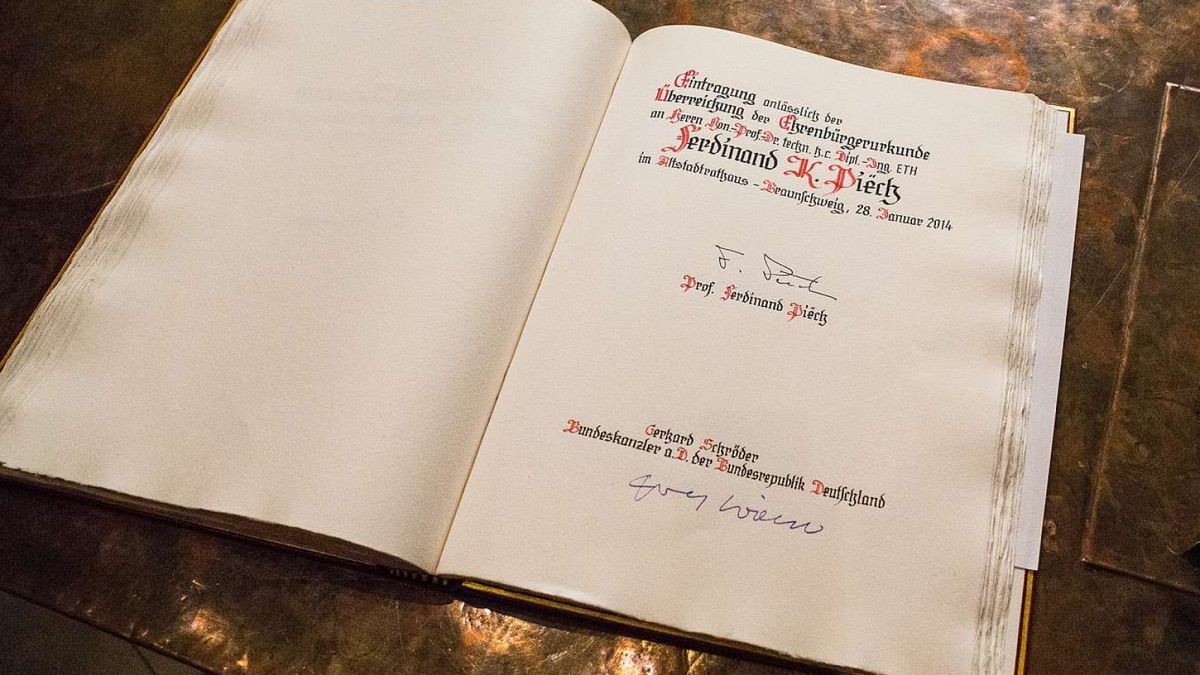 Eintragung anlässlich der
Überreichung der Ehrenbürgerurkunde
an Herrn Hon.-Prof. Dr. techn. h.c. Dipl.-Ing. ETH
Ferdinand K. Piëch
im Altstadtrathaus - Braunschweig, 28. Januar 2014
F. Piëch
Prof. Ferdinand Piëch
Gerhard Schröder
Bundeskanzler a.D. der Bundesrepublik Deutschland